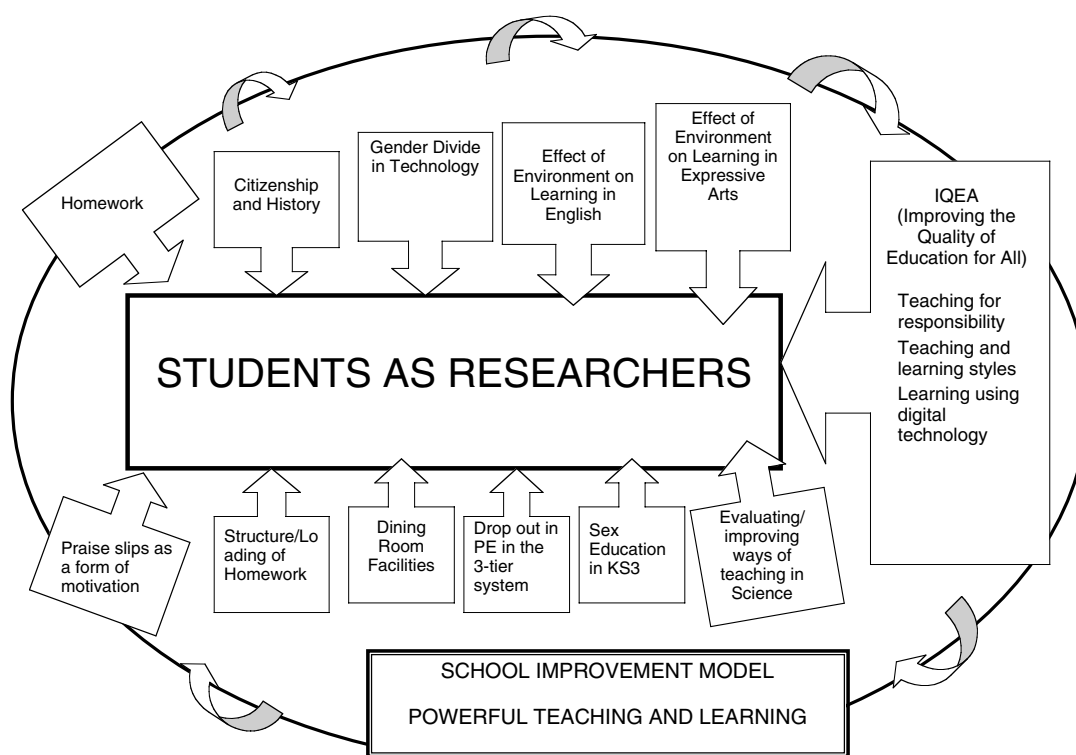 Homework
Citizenship
and History
Gender Divide
in Technology
Effect of
Environment on
Learning in
English
Effect of
Environment
on Learning in
Expressive
Arts
IQEA
(Improving the
Quality of
Education for All)
Teaching for
responsibility
Teaching and
learning styles
Learning using
digital
technology
STUDENTS AS RESEARCHERS
Praise slips as
a form of
motivation
Structure/Lo
ading of
Homework
Dining
Room
Facilities
Drop out in
PE in the
3-tier
system
Sex
Education
in KS3
Evaluating/
improving
ways of
teaching in
Science
SCHOOL IMPROVEMENT MODEL
POWERFUL TEACHING AND LEARNING